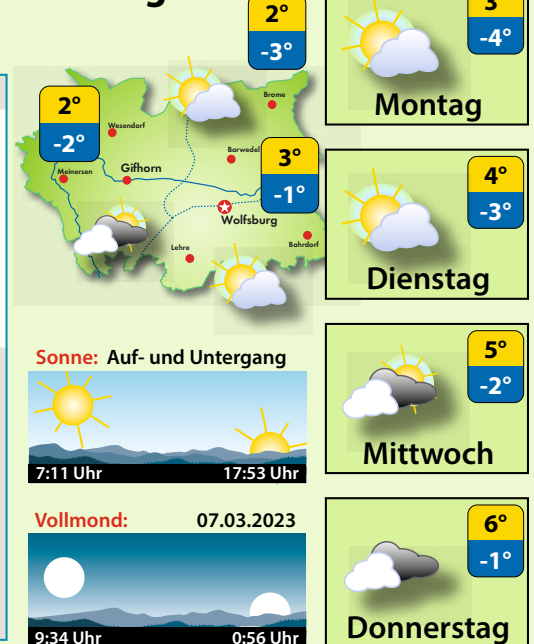 2°
-3°
2°
-2°
Brome
Wesendorf
Barwedel
Meinersen
Gifhorn
3°
-1°
Wolfsburg
Lehre
Bahrdorf
Sonne: Auf- und Untergang
7:11 Uhr 17:53 Uhr
Vollmond: 07.03.2023
9:34 Uhr 0:56 Uhr
3°
-4°
Montag
4°
-3°
Dienstag
5°
-2°
Mittwoch
6°
-1°
Donnerstag